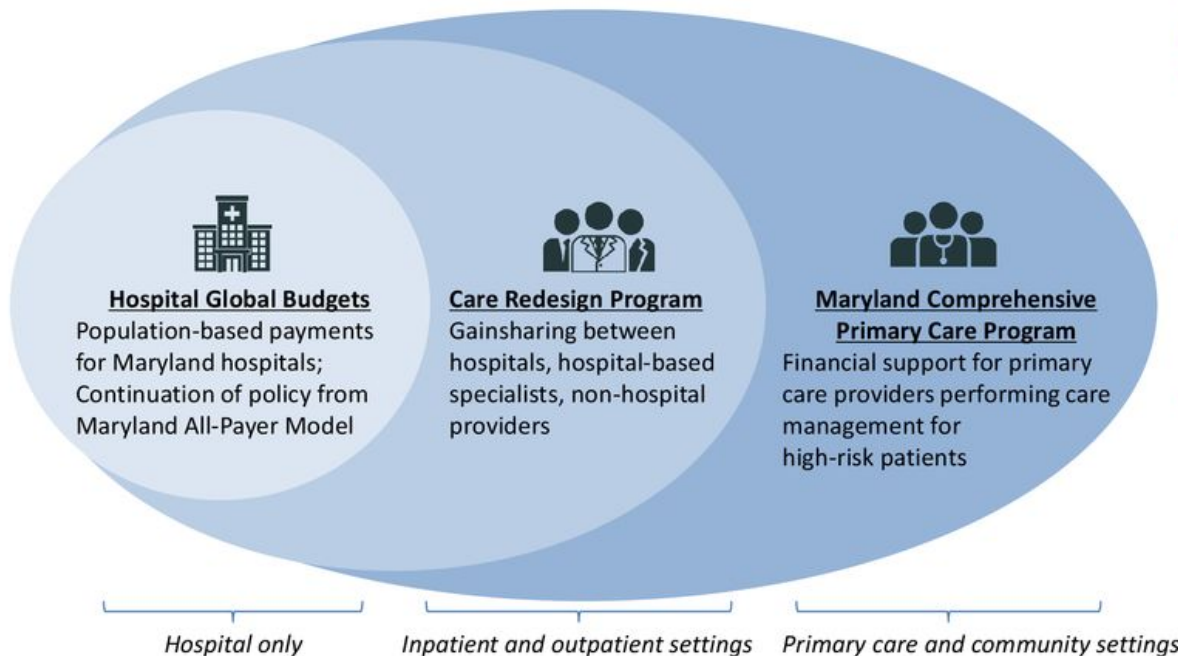 Hospital Global Budgets
Population-based payments
for Maryland hospitals;
Continuation of policy from
Maryland All-Payer Model
Care Redesign Program
Gainsharing between
hospitals, hospital-based
specialists, non-hospital
providers
Maryland Comprehensive
Primary Care Program
Financial support for primary
care providers performing care
management for
high-risk patients
Hospital only
Inpatient and outpatient settings
Primary care and community settings